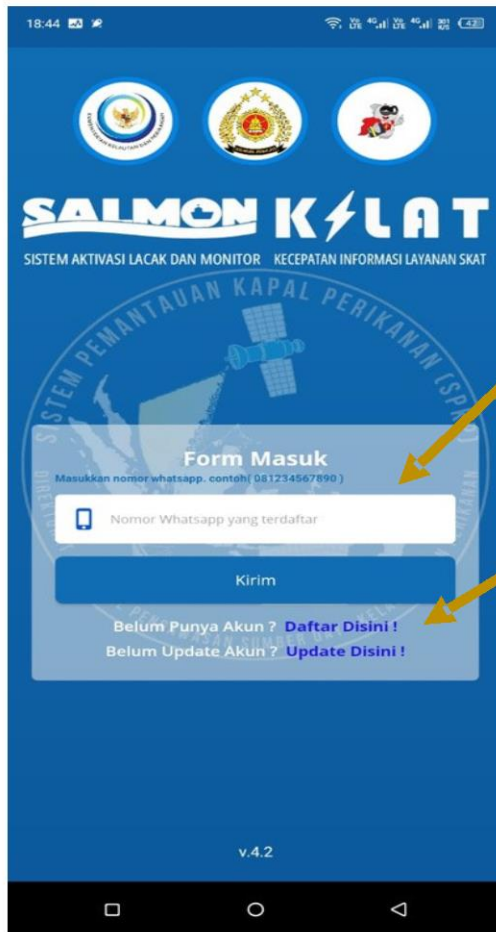 18:44
SALMON KILAT
SISTEM AKTIVASI LACAK DAN MONITOR KECEPATAN INFORMASI LAYANAN SKAT
SISTEM PEMANTAUAN KAPAL PERIKANAN (SPKP)
Form Masuk
Masukkan nomor whatsapp. contoh( 081234567890 )
Nomor Whatsapp yang terdaftar
Kirim
Belum Punya Akun ? Daftar Disini !
Belum Update Akun ? Update Disini !
v.4.2